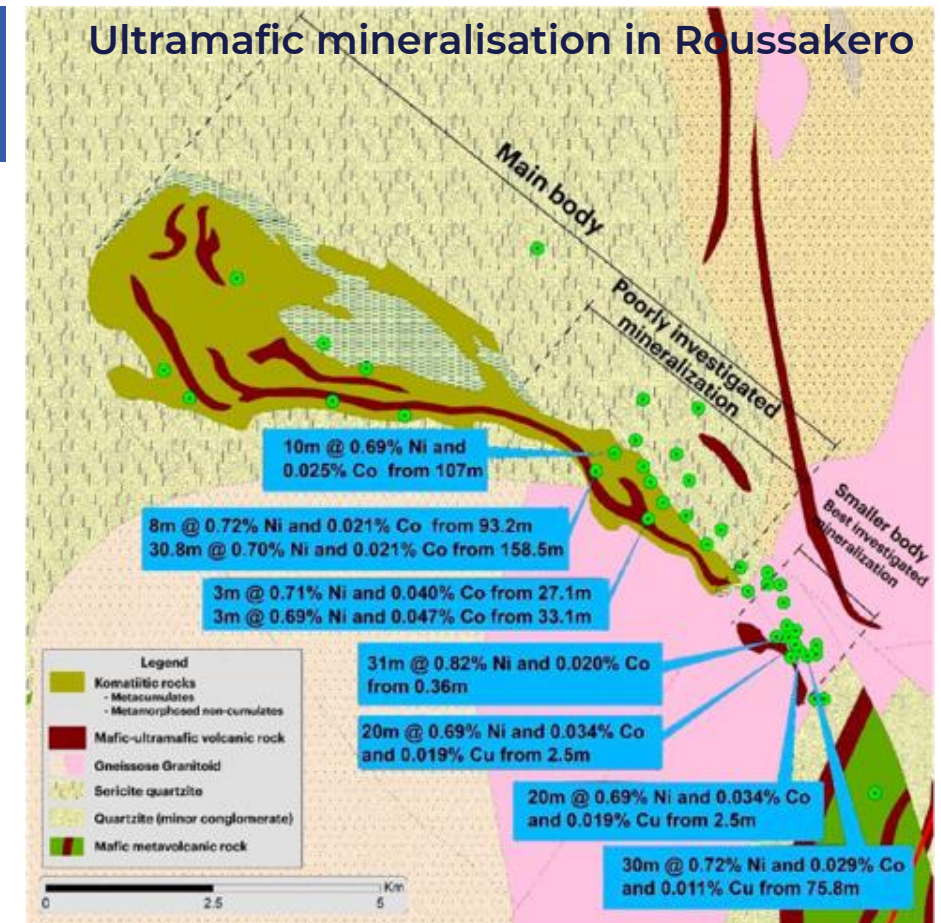 Ultramafic mineralisation in Roussakero
Main body
Poorly investigated
mineralization
Smaller body
Best investigated
mineralization
10m @ 0.69% Ni and
0.025% Co from 107m
8m @ 0.72% Ni and 0.021% Co from 93.2m
30.8m @ 0.70% Ni and 0.021% Co from 158.5m
3m @ 0.71% Ni and 0.040% Co from 27.1m
3m @ 0.69% Ni and 0.047% Co from 33.1m
31m @ 0.82% Ni and 0.020% Co
from 0.36m
20m @ 0.69% Ni and 0.034% Co
and 0.019% Cu from 2.5m
20m @ 0.69% Ni and 0.034% Co
and 0.019% Cu from 2.5m
30m @ 0.72% Ni and 0.029% Co
and 0.011% Cu from 75.8m
Legend
Komatiitic rocks
- Metacumulates
- Metamorphosed non-cumulates
Mafic-ultramafic volcanic rock
Gneissose Granitoid
Sericite quartzite
Quartzite (minor conglomerate)
Mafic metavolcanic rock
Km
0 2.5 5